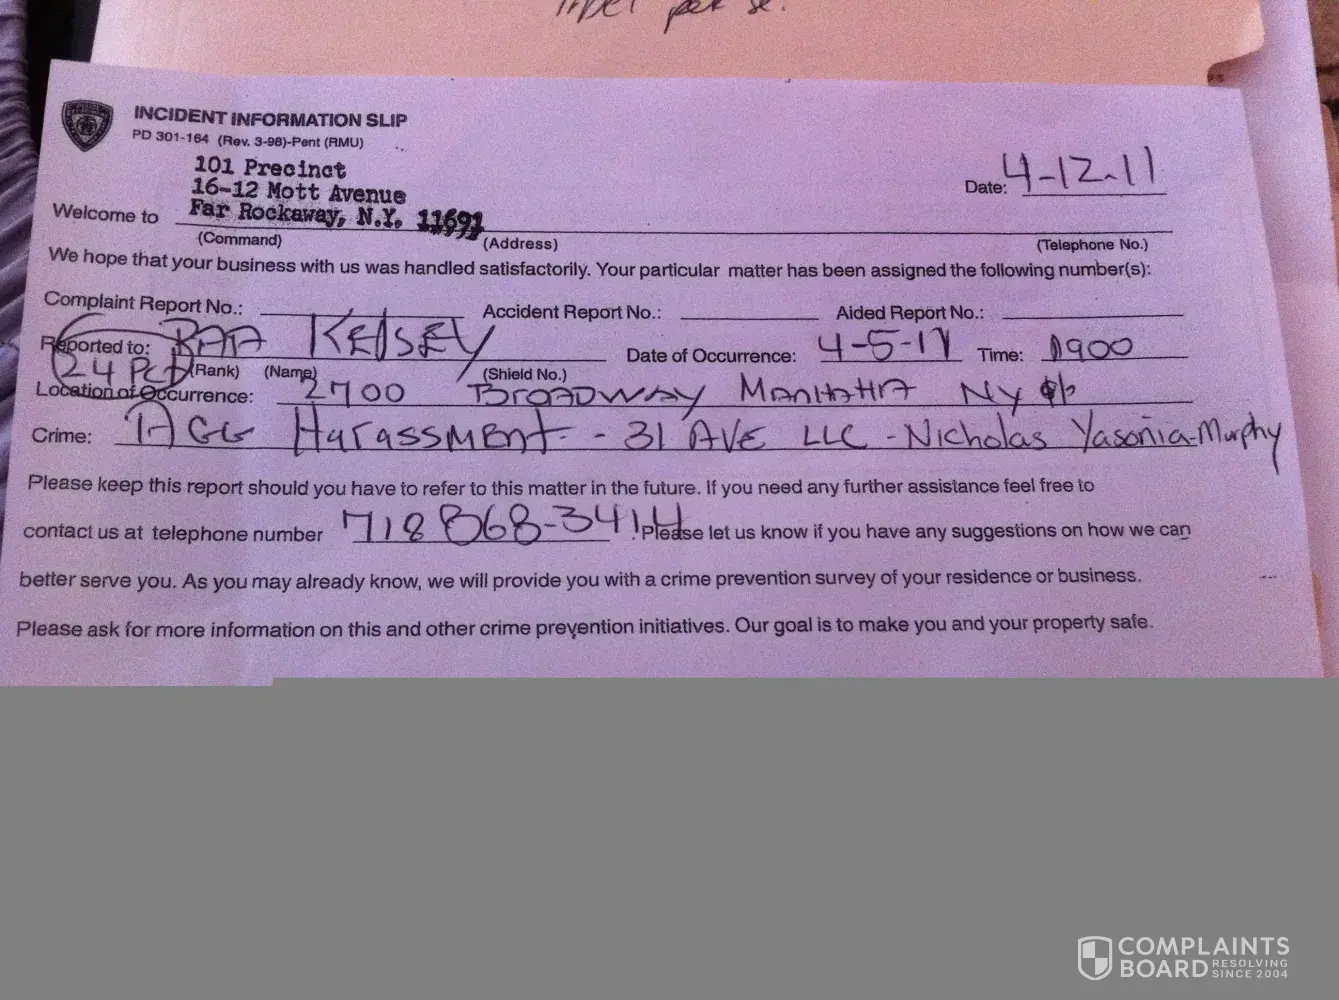 per se.
INCIDENT INFORMATION SLIP
PD 301-164 (Rev. 3-98)-Pent (RMU)
101 Precinct
16-12 Mott Avenue
Date: 4-12-11
Welcome to Far Rockaway, N.Y. 11691
(Command) (Address) (Telephone No.)
We hope that your business with us was handled satisfactorily. Your particular matter has been assigned the following number(s):
Complaint Report No.: Accident Report No.: Aided Report No.:
Reported to: PAA KELSEY Date of Occurrence: 4-5-11 Time: 1900
24 PCT (Rank) (Name) (Shield No.)
Location of Occurrence: 2700 BROADWAY MANHATTA NY
Crime: AGG HARASSMENT - 31 AVE LLC - Nicholas Yasonia-Murphy
Please keep this report should you have to refer to this matter in the future. If you need any further assistance feel free to
contact us at telephone number 718 868-3414. Please let us know if you have any suggestions on how we can
better serve you. As you may already know, we will provide you with a crime prevention survey of your residence or business.
Please ask for more information on this and other crime prevention initiatives. Our goal is to make you and your property safe.
COMPLAINTS
BOARD RESOLVING SINCE 2004